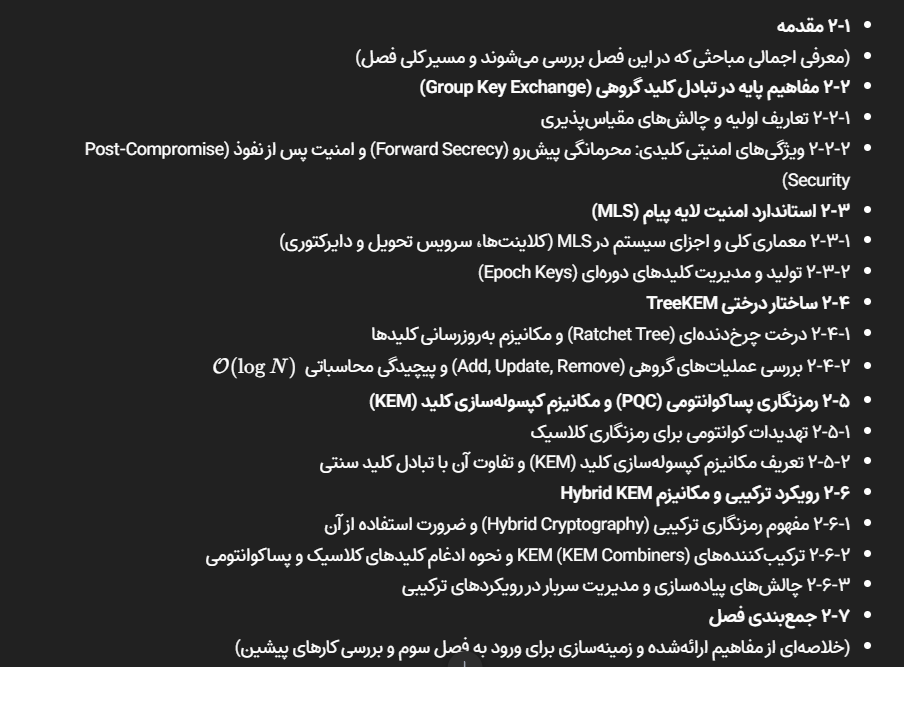 ۲-۱ مقدمه
(معرفی اجمالی مباحثی که در این فصل بررسی می‌شوند و مسیر کلی فصل)
۲-۲ مفاهیم پایه در تبادل کلید گروهی (Group Key Exchange)
۲-۲-۱ تعاریف اولیه و چالش‌های مقیاس‌پذیری
۲-۲-۲ ویژگی‌های امنیتی کلیدی: محرمانگی پیش‌رو (Forward Secrecy) و امنیت پس از نفوذ (Post-Compromise
Security)
۲-۳ استاندارد امنیت لایه پیام (MLS)
۲-۳-۱ معماری کلی و اجزای سیستم در MLS (کلاینت‌ها، سرویس تحویل و دایرکتوری)
۲-۳-۲ تولید و مدیریت کلیدهای دوره‌ای (Epoch Keys)
۲-۴ ساختار درختی TreeKEM
۲-۴-۱ درخت چرخ‌دنده‌ای (Ratchet Tree) و مکانیزم به‌روزرسانی کلیدها
۲-۴-۲ بررسی عملیات‌های گروهی (Add, Update, Remove) و پیچیدگی محاسباتی O(log N)
۲-۵ رمزنگاری پساکوانتومی (PQC) و مکانیزم کپسوله‌سازی کلید (KEM)
۲-۵-۱ تهدیدات کوانتومی برای رمزنگاری کلاسیک
۲-۵-۲ تعریف مکانیزم کپسوله‌سازی کلید (KEM) و تفاوت آن با تبادل کلید سنتی
۲-۶ رویکرد ترکیبی و مکانیزم Hybrid KEM
۲-۶-۱ مفهوم رمزنگاری ترکیبی (Hybrid Cryptography) و ضرورت استفاده از آن
۲-۶-۲ ترکیب‌کننده‌های KEM (KEM Combiners) و نحوه ادغام کلیدهای کلاسیک و پساکوانتومی
۲-۶-۳ چالش‌های پیاده‌سازی و مدیریت سربار در رویکردهای ترکیبی
۲-۷ جمع‌بندی فصل
(خلاصه‌ای از مفاهیم ارائه‌شده و زمینه‌سازی برای ورود به فصل سوم و بررسی کارهای پیشین)